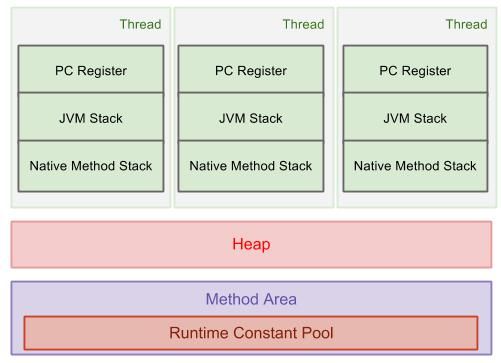 Thread Thread Thread
PC Register PC Register PC Register
JVM Stack JVM Stack JVM Stack
Native Method Stack Native Method Stack Native Method Stack
Heap
Method Area
Runtime Constant Pool